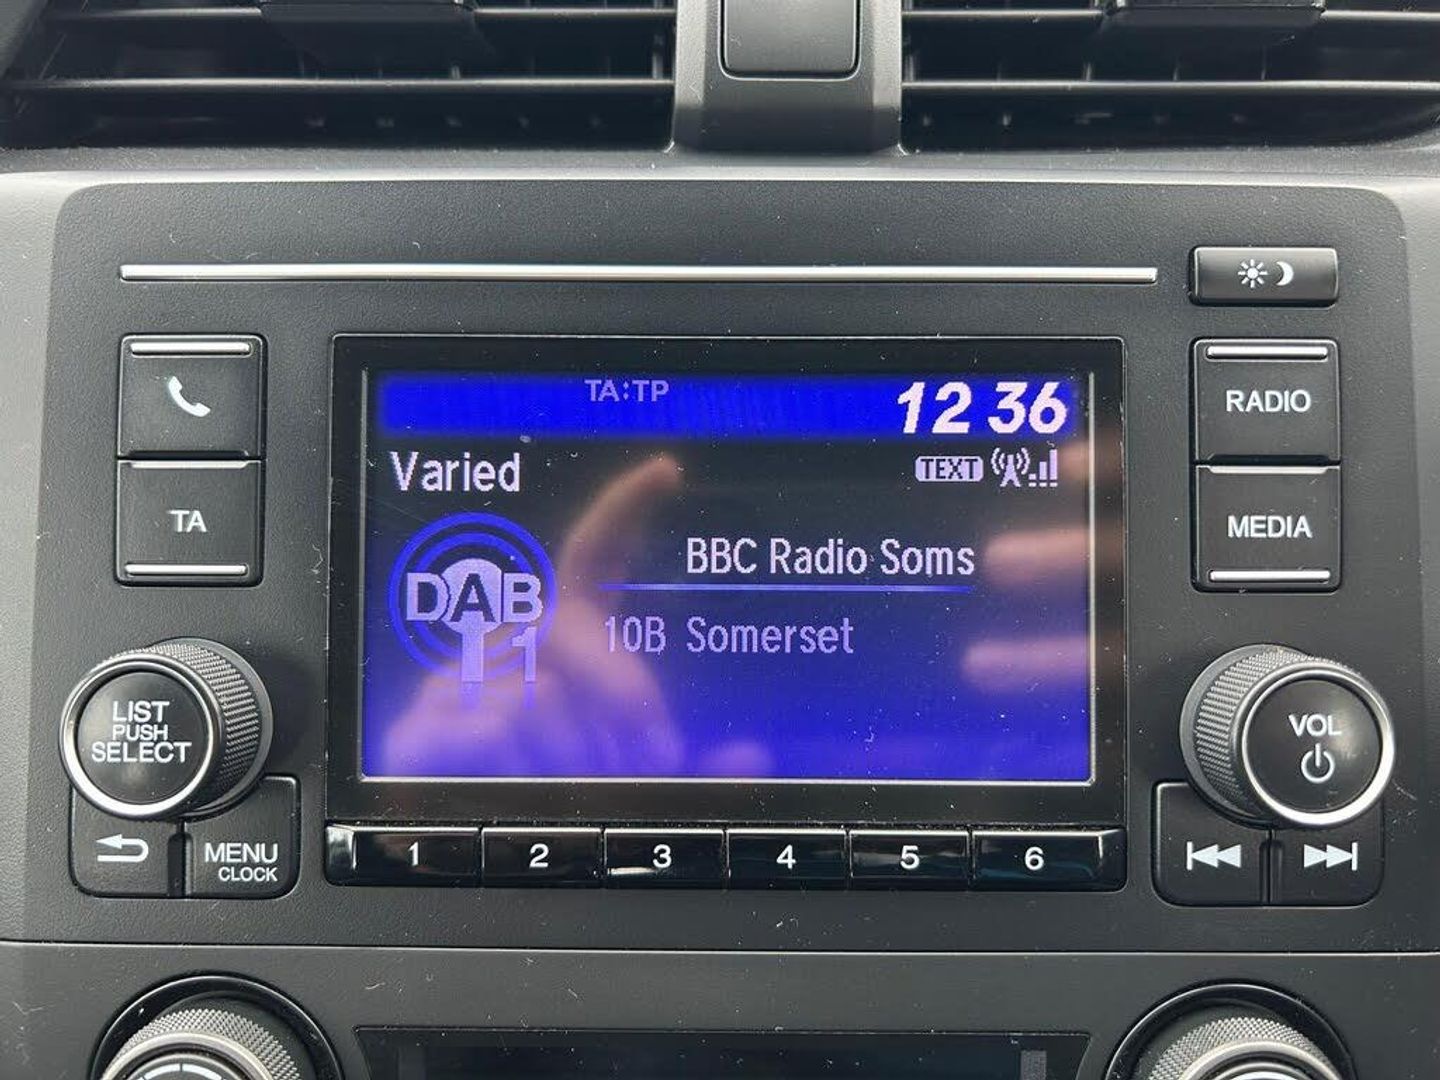 TA:TP
12 36
Varied
TEXT
BBC Radio Soms
DAB
1
10B Somerset
TA
RADIO
MEDIA
LIST
PUSH
SELECT
VOL
MENU
CLOCK
1
2
3
4
5
6